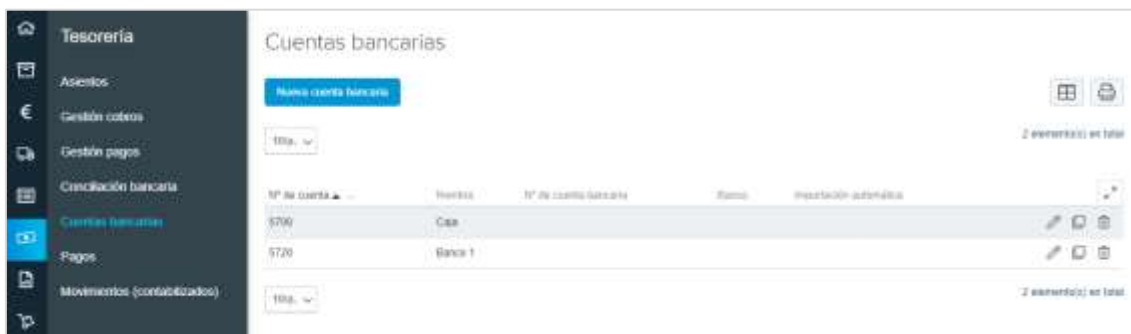 Tesorería
Asientos
Gestión cobros
Gestión pagos
Conciliación bancaria
Cuentas bancarias
Pagos
Movimientos (contabilizados)
Cuentas bancarias
Nueva cuenta bancaria
2 elemento(s) en total
Nº de cuenta Nombre Nº de cuenta bancaria Banco Importación automática
5700 Caja
5720 Banco 1
2 elemento(s) en total